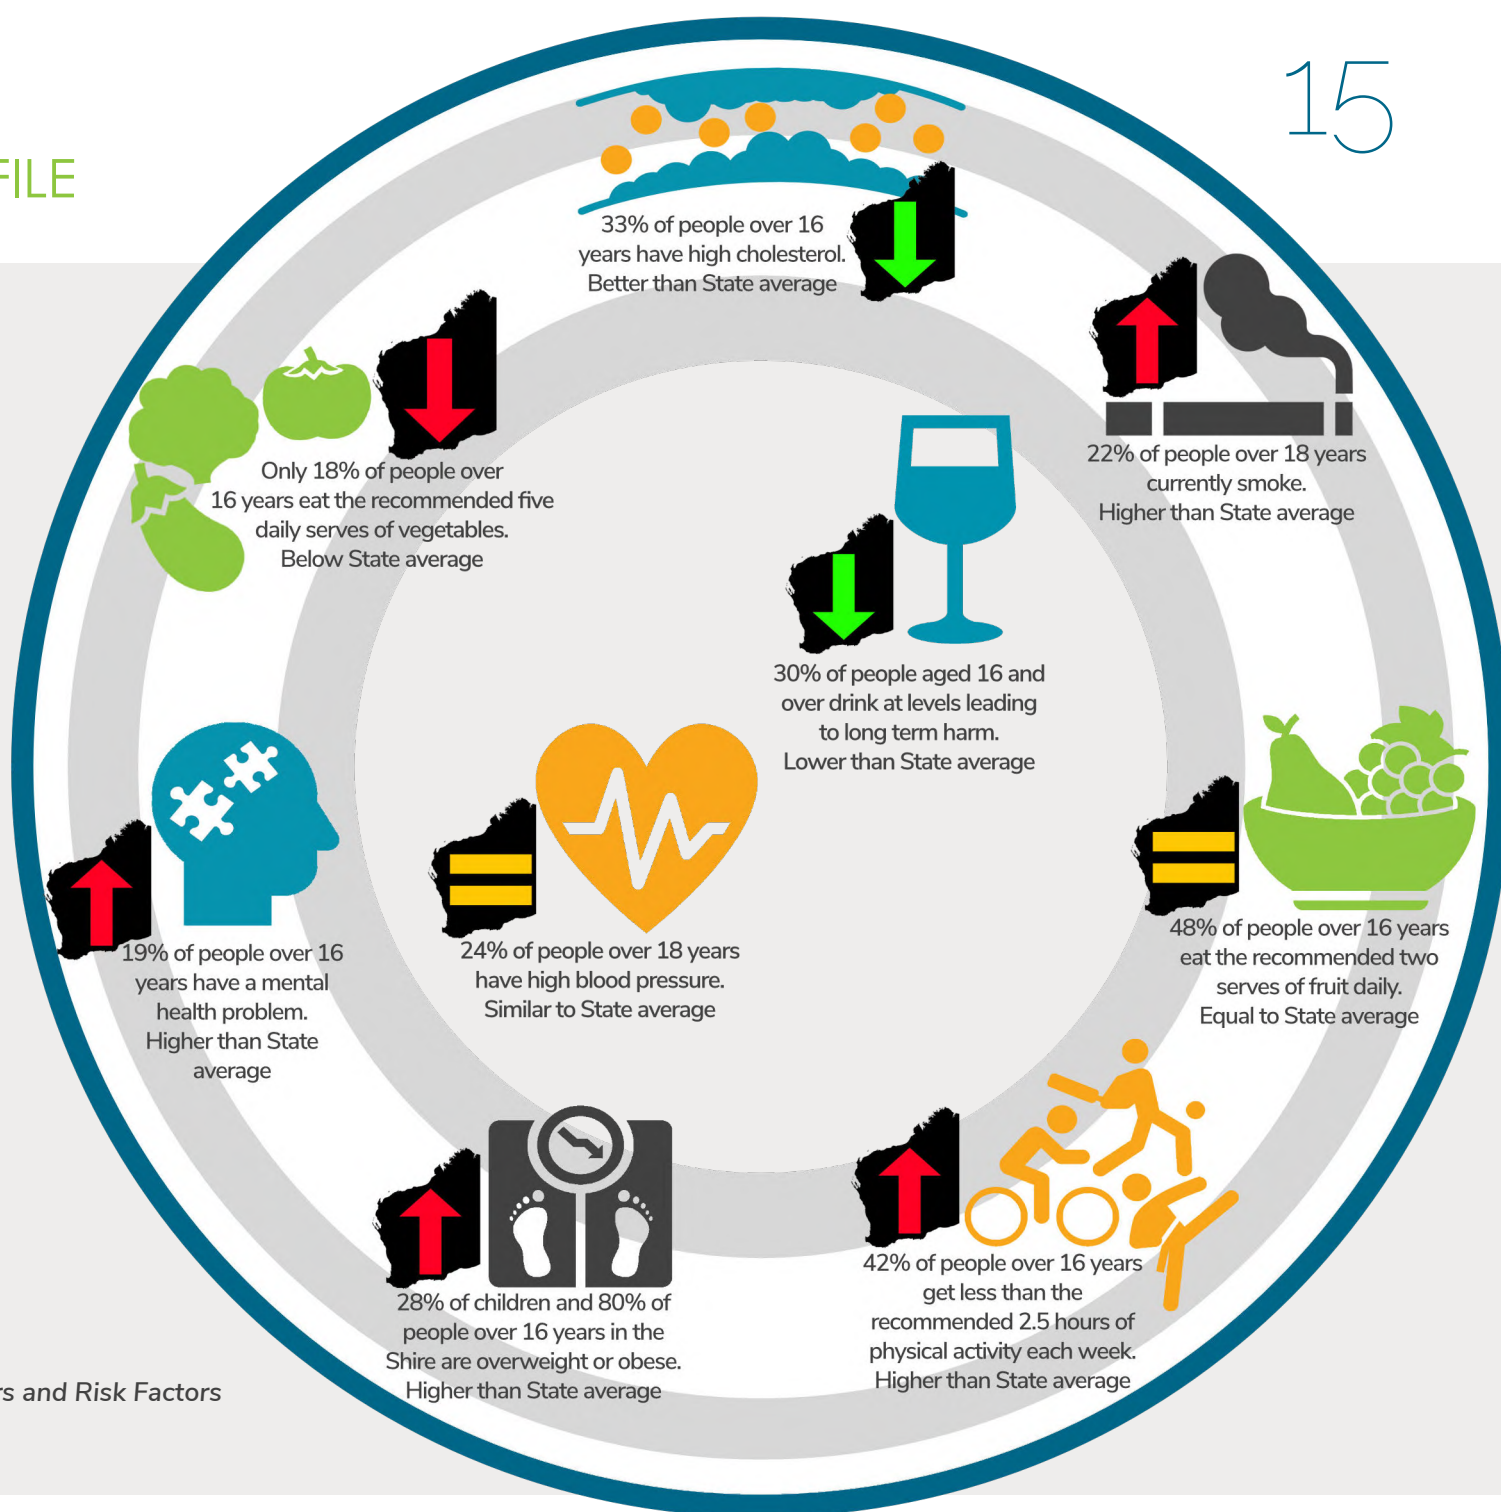 15
FILE
33% of people over 16
years have high cholesterol.
Better than State average
22% of people over 18 years
currently smoke.
Higher than State average
Only 18% of people over
16 years eat the recommended five
daily serves of vegetables.
Below State average
30% of people aged 16 and
over drink at levels leading
to long term harm.
Lower than State average
19% of people over 16
years have a mental
health problem.
Higher than State
average
24% of people over 18 years
have high blood pressure.
Similar to State average
48% of people over 16 years
eat the recommended two
serves of fruit daily.
Equal to State average
28% of children and 80% of
people over 16 years in the
Shire are overweight or obese.
Higher than State average
42% of people over 16 years
get less than the
recommended 2.5 hours of
physical activity each week.
Higher than State average
rs and Risk Factors